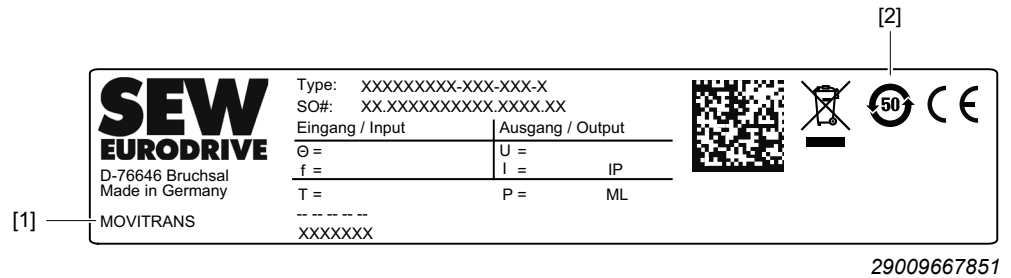 [2]
SEW
EURODRIVE
D-76646 Bruchsal
Made in Germany
[1]
MOVITRANS
Type: XXXXXXXXX-XXX-XXX-X
SO#: XX.XXXXXXXXXX.XXXX.XX
Eingang / Input Ausgang / Output
Θ = U =
f = I = IP
T = P = ML
-- -- -- -- --
XXXXXXX
50
CE
29009667851